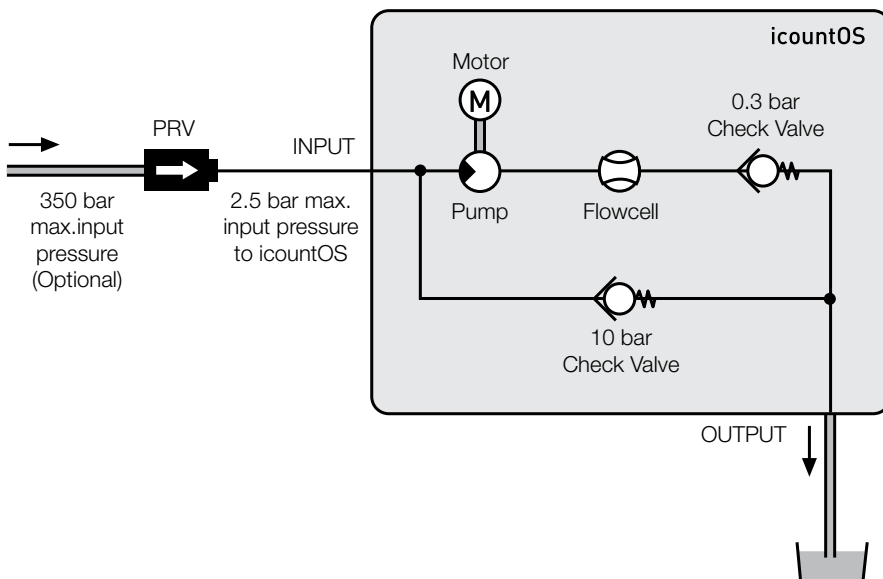 icountOS
Motor
M
0.3 bar
Check Valve
PRV
INPUT
350 bar
max.input
pressure
(Optional)
2.5 bar max.
input pressure
to icountOS
Pump
Flowcell
10 bar
Check Valve
OUTPUT